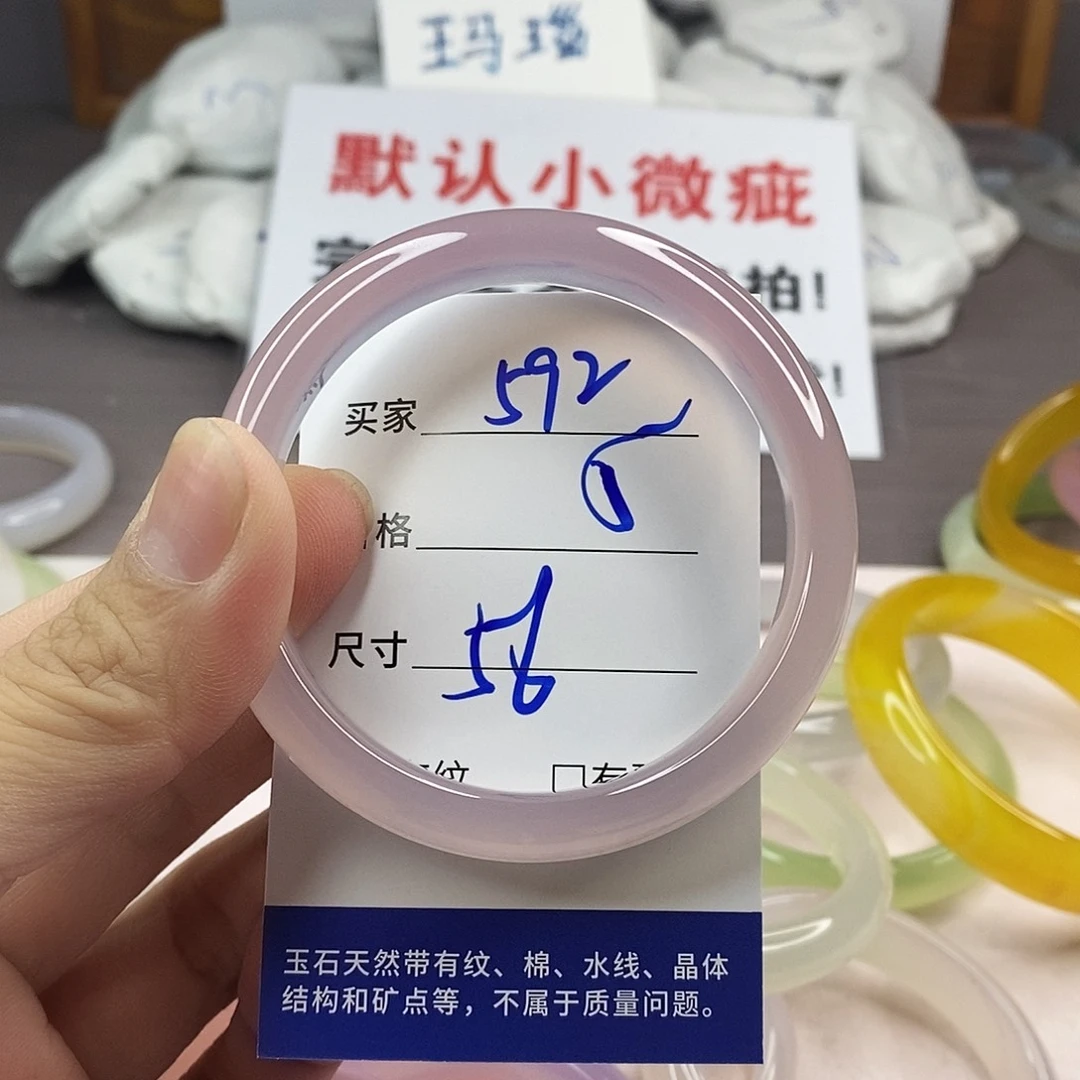 玛瑙
默认小微疵
拍!
!
买家 592
格
尺寸 56
纹 □有
玉石天然带有纹、棉、水线、晶体
结构和矿点等，不属于质量问题。